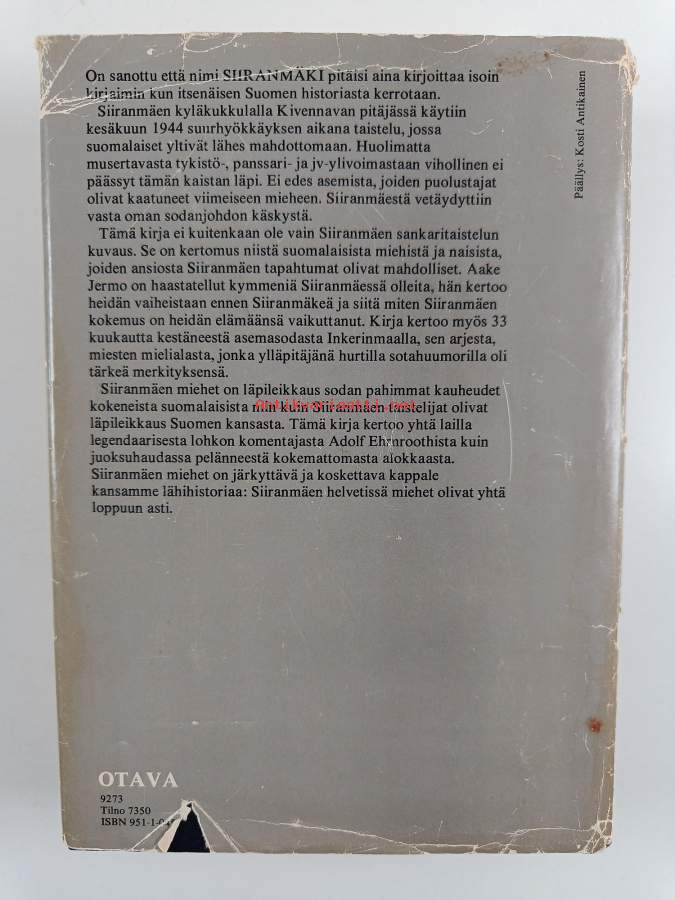 On sanottu että nimi SIIRANMÄKI pitäisi aina kirjoittaa isoin
kirjaimin kun itsenäisen Suomen historiasta kerrotaan.
Siiranmäen kyläkukkulalla Kivennavan pitäjässä käytiin
kesäkuun 1944 suurhyökkäyksen aikana taistelu, jossa
suomalaiset yltivät lähes mahdottomaan. Huolimatta
musertavasta tykistö-, panssari- ja jv-ylivoimastaan vihollinen ei
päässyt tämän kaistan läpi. Ei edes asemista, joiden puolustajat
olivat kaatuneet viimeiseen mieheen. Siiranmäestä vetäydyttiin
vasta oman sodanjohdon käskystä.
Tämä kirja ei kuitenkaan ole vain Siiranmäen sankaritaistelun
kuvaus. Se on kertomus niistä suomalaisista miehistä ja naisista,
joiden ansiosta Siiranmäen tapahtumat olivat mahdolliset. Aake
Jermo on haastatellut kymmeniä Siiranmäessä olleita, hän kertoo
heidän vaiheistaan ennen Siiranmäkeä ja siitä miten Siiranmäen
kokemus on heidän elämäänsä vaikuttanut. Kirja kertoo myös 33
kuukautta kestäneestä asemasodasta Inkerinmaalla, sen arjesta,
miesten mielialasta, jonka ylläpitäjänä hurtilla sotahuumorilla oli
tärkeä merkityksensä.
Siiranmäen miehet on läpileikkaus sodan pahimmat kauheudet
kokeneista suomalaisista niin kuin Siiranmäen taistelijat olivat
läpileikkaus Suomen kansasta. Tämä kirja kertoo yhtä lailla
legendaarisesta lohkon komentajasta Adolf Ehrnroothista kuin
juoksuhaudassa pelänneestä kokemattomasta alokkaasta.
Siiranmäen miehet on järkyttävä ja koskettava kappale
kansamme lähihistoriaa: Siiranmäen helvetissä miehet olivat yhtä
loppuun asti.
Päällys: Kosti Antikainen
antikvariaatti.net
OTAVA
9273
Tilno 7350
ISBN 951-1-04